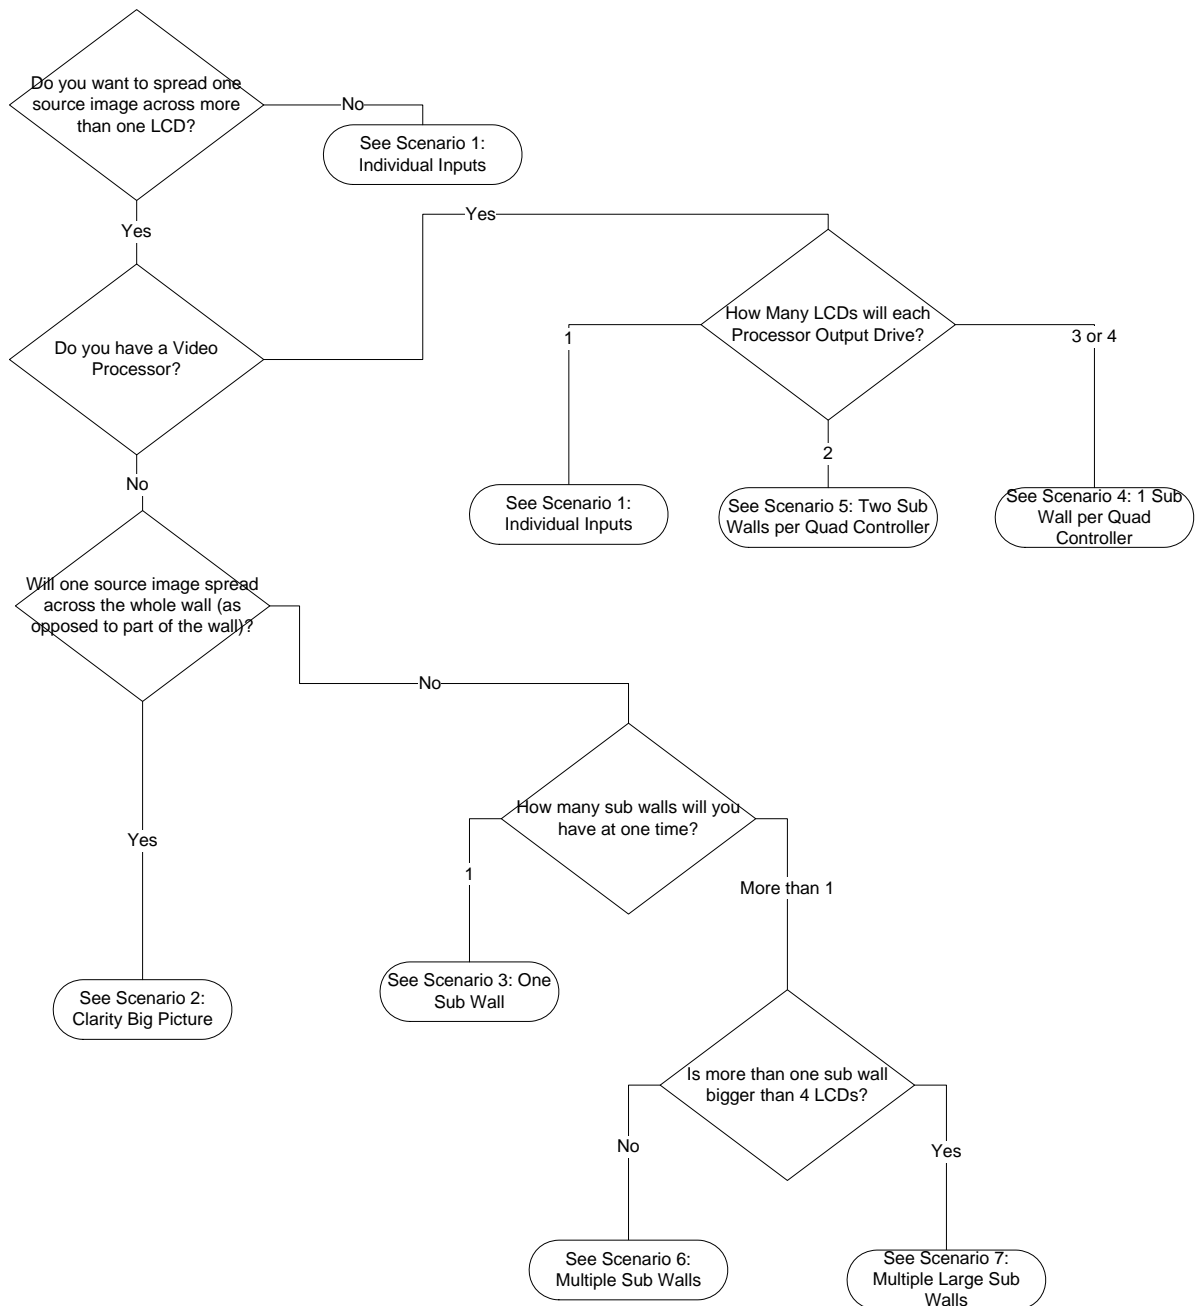 Do you want to spread one
source image across more
than one LCD?
No
See Scenario 1:
Individual Inputs
Yes
Yes
Do you have a Video
Processor?
How Many LCDs will each
Processor Output Drive?
1
3 or 4
2
No
See Scenario 1:
Individual Inputs
See Scenario 5: Two Sub
Walls per Quad Controller
See Scenario 4: 1 Sub
Wall per Quad
Controller
Will one source image spread
across the whole wall (as
opposed to part of the wall)?
No
Yes
How many sub walls will you
have at one time?
1
More than 1
See Scenario 2:
Clarity Big Picture
See Scenario 3: One
Sub Wall
Is more than one sub wall
bigger than 4 LCDs?
No
Yes
See Scenario 6:
Multiple Sub Walls
See Scenario 7:
Multiple Large Sub
Walls